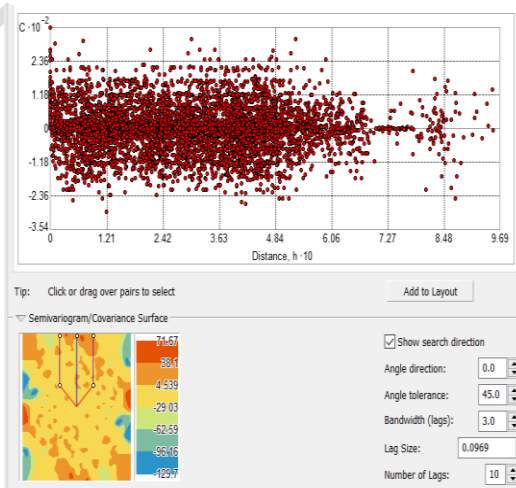 C · 10⁻²
2.36
1.18
0
-1.18
-2.36
-3.54
0 1.21 2.42 3.63 4.84 6.06 7.27 8.48 9.69
Distance, h · 10
Tip: Click or drag over pairs to select
Add to Layout
Semivariogram/Covariance Surface
71.67
38.1
4.539
-29.03
-62.59
-96.16
-129.7
Show search direction
Angle direction: 0.0
Angle tolerance: 45.0
Bandwidth (lags): 3.0
Lag Size: 0.0969
Number of Lags: 10